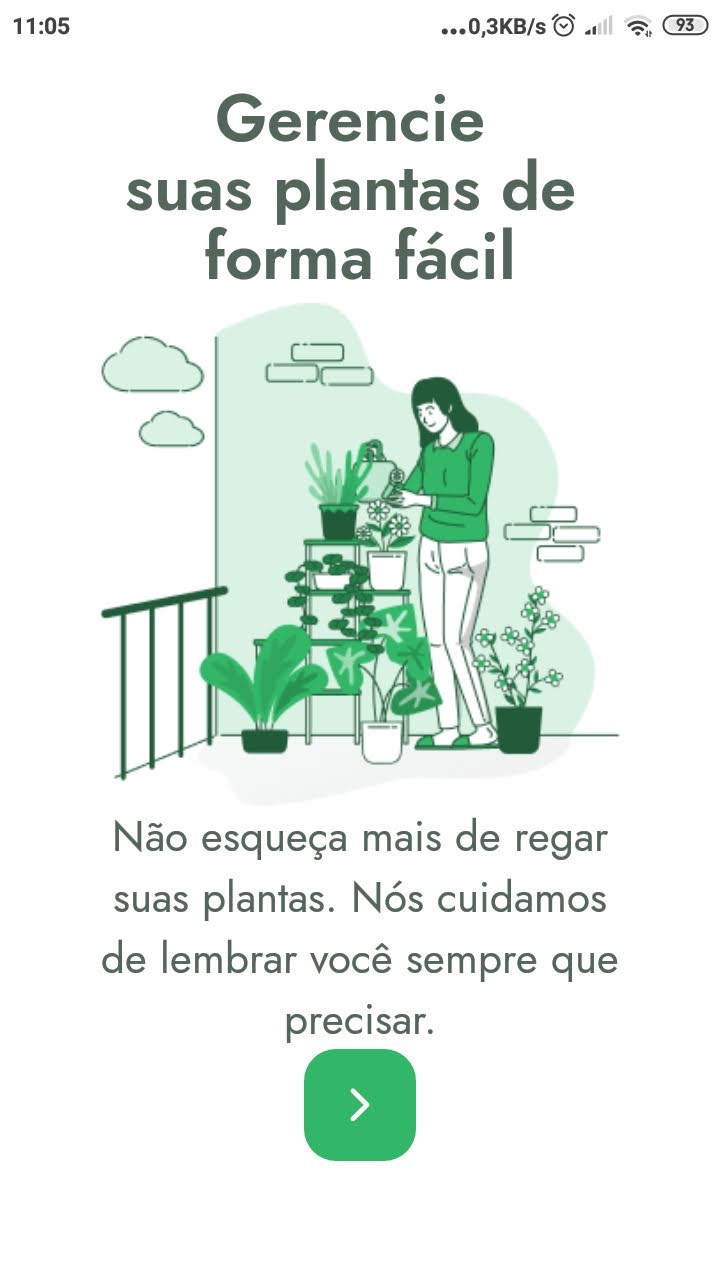 11:05 ...0,3KB/s 93
Gerencie
suas plantas de
forma fácil
Não esqueça mais de regar
suas plantas. Nós cuidamos
de lembrar você sempre que
precisar.